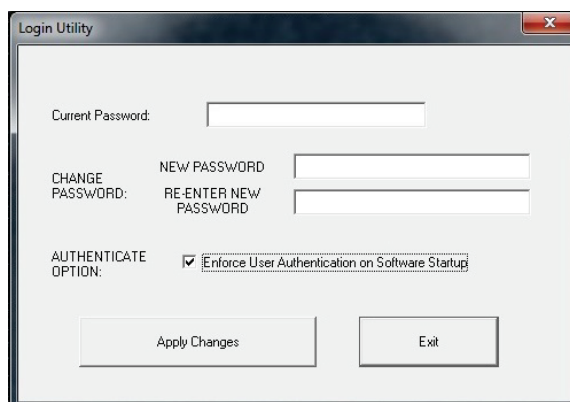 Login Utility
Current Password:
CHANGE
PASSWORD:
NEW PASSWORD
RE-ENTER NEW
PASSWORD
AUTHENTICATE
OPTION:
Enforce User Authentication on Software Startup
Apply Changes
Exit